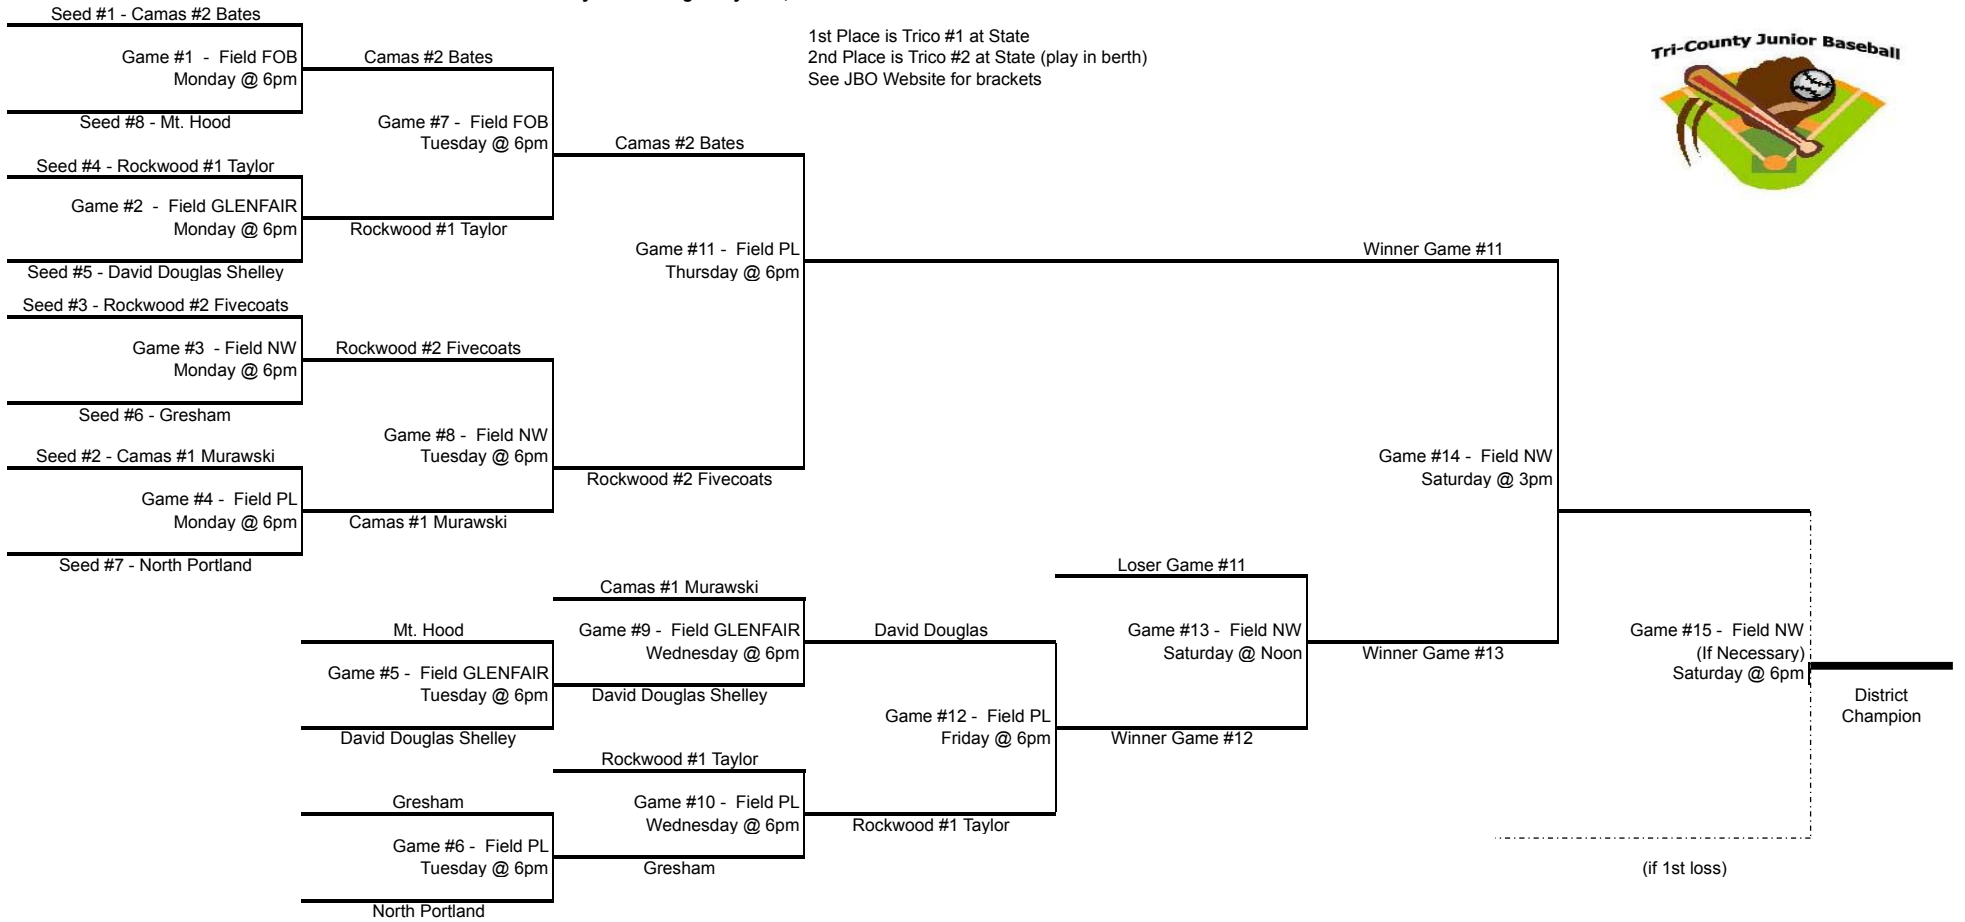 Seed #1 - Camas #2 Bates
Game #1 - Field FOB
Monday @ 6pm
Seed #8 - Mt. Hood
Seed #4 - Rockwood #1 Taylor
Game #2 - Field GLENFAIR
Monday @ 6pm
Seed #5 - David Douglas Shelley
Seed #3 - Rockwood #2 Fivecoats
Game #3 - Field NW
Monday @ 6pm
Seed #6 - Gresham
Seed #2 - Camas #1 Murawski
Game #4 - Field PL
Monday @ 6pm
Seed #7 - North Portland
Camas #2 Bates
Game #7 - Field FOB
Tuesday @ 6pm
Rockwood #1 Taylor
Rockwood #2 Fivecoats
Game #8 - Field NW
Tuesday @ 6pm
Camas #1 Murawski
Camas #2 Bates
Game #11 - Field PL
Thursday @ 6pm
Rockwood #2 Fivecoats
1st Place is Trico #1 at State
2nd Place is Trico #2 at State (play in berth)
See JBO Website for brackets
Tri-County Junior Baseball
Winner Game #11
Game #14 - Field NW
Saturday @ 3pm
Winner Game #13
Mt. Hood
Game #5 - Field GLENFAIR
Tuesday @ 6pm
David Douglas Shelley
Gresham
Game #6 - Field PL
Tuesday @ 6pm
North Portland
Camas #1 Murawski
Game #9 - Field GLENFAIR
Wednesday @ 6pm
David Douglas Shelley
Rockwood #1 Taylor
Game #10 - Field PL
Wednesday @ 6pm
Gresham
David Douglas
Game #12 - Field PL
Friday @ 6pm
Rockwood #1 Taylor
Loser Game #11
Game #13 - Field NW
Saturday @ Noon
Winner Game #12
Game #15 - Field NW
(If Necessary)
Saturday @ 6pm
District
Champion
(if 1st loss)